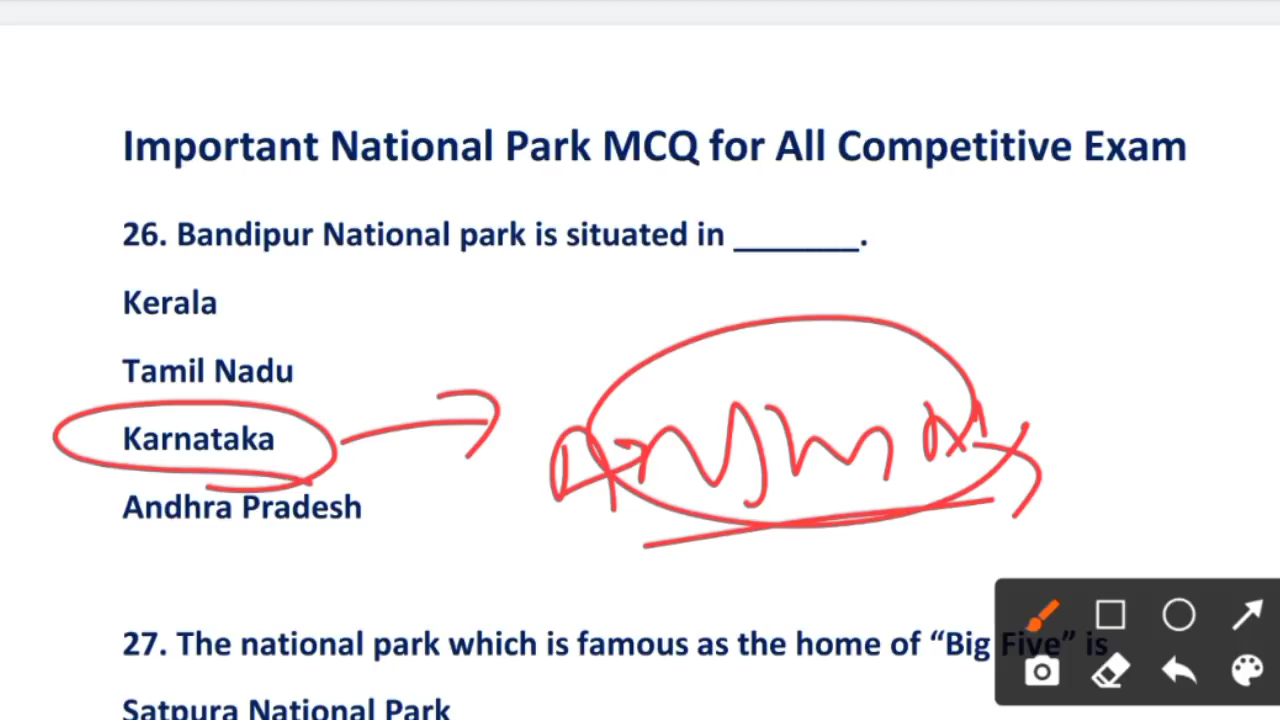 Important National Park MCQ for All Competitive Exam
26. Bandipur National park is situated in _______.
Kerala
Tamil Nadu
Karnataka
Andhra Pradesh
27. The national park which is famous as the home of “Big Five” is
Satpura National Park